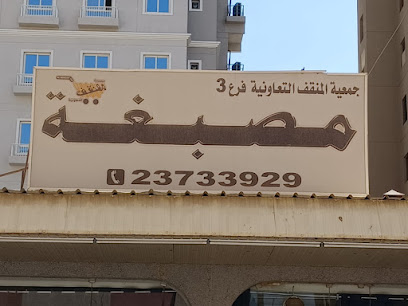 جمعية المنقف التعاونية فرع 3
مصبغة
23733929